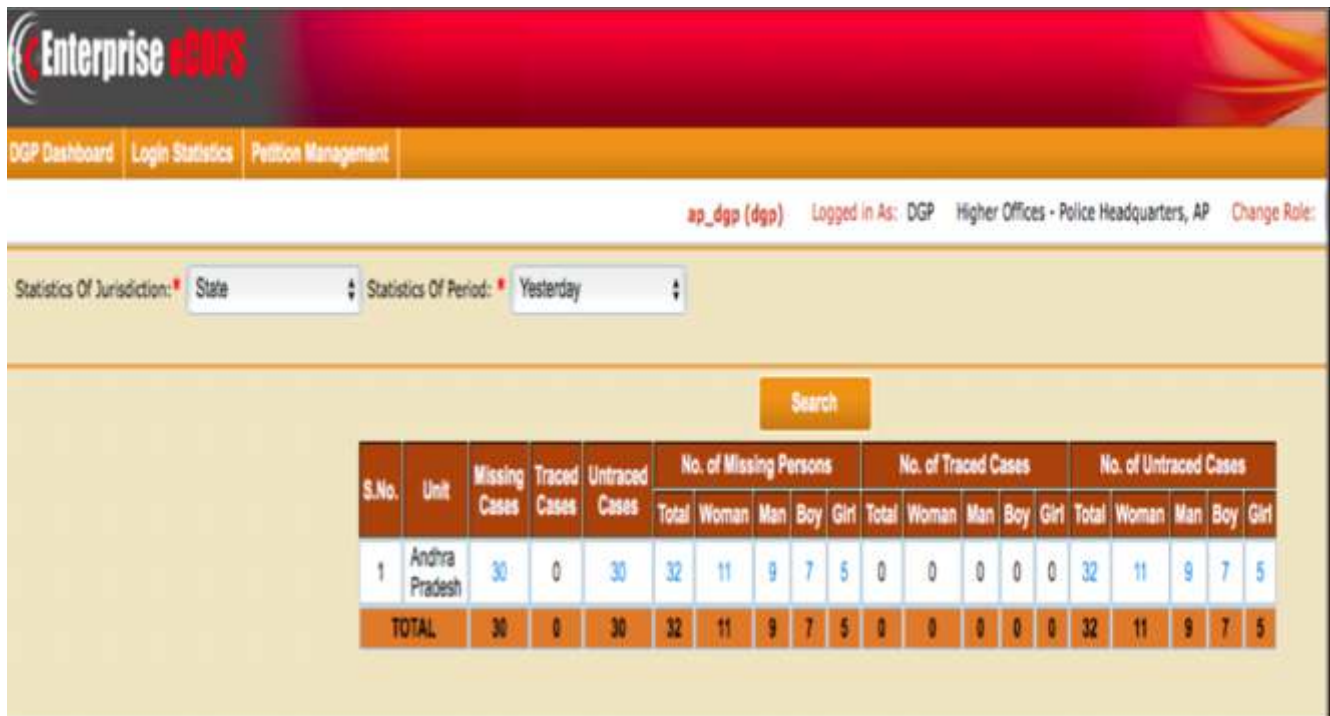 Enterprise eCOPS
DGP Dashboard Login Statistics Petition Management
ap_dgp (dgp) Logged in As: DGP Higher Offices - Police Headquarters, AP Change Role:
Statistics Of Jurisdiction:* State Statistics Of Period: * Yesterday
Search
S.No. Unit Missing Cases Traced Cases Untraced Cases No. of Missing Persons No. of Traced Cases No. of Untraced Cases
Total Woman Man Boy Girl Total Woman Man Boy Girl Total Woman Man Boy Girl
1 Andhra Pradesh 30 0 30 32 11 9 7 5 0 0 0 0 0 32 11 9 7 5
TOTAL 30 0 30 32 11 9 7 5 0 0 0 0 0 32 11 9 7 5